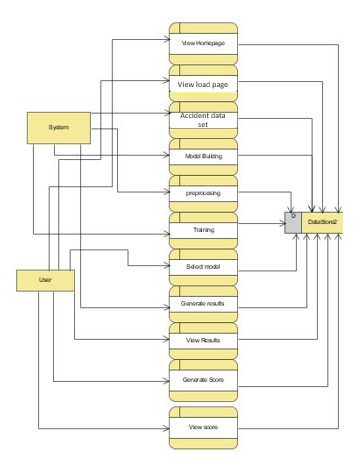 View Homepage
View load page
Accident data
set
System
Model Building
preprocesing
D
DataStore2
Training
Select model
User
Generate results
View Results
Generate Score
View score